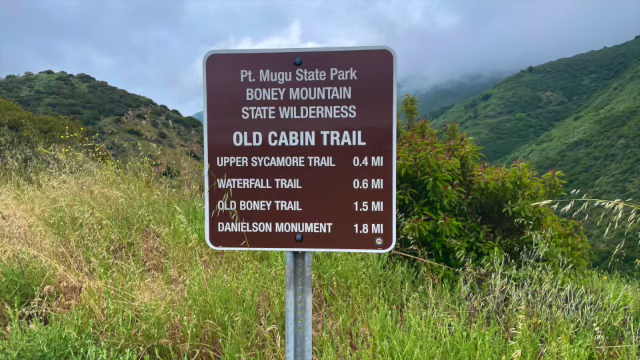 Pt. Mugu State Park
BONEY MOUNTAIN
STATE WILDERNESS
OLD CABIN TRAIL
UPPER SYCAMORE TRAIL 0.4 MI
WATERFALL TRAIL 0.6 MI
OLD BONEY TRAIL 1.5 MI
DANIELSON MONUMENT 1.8 MI